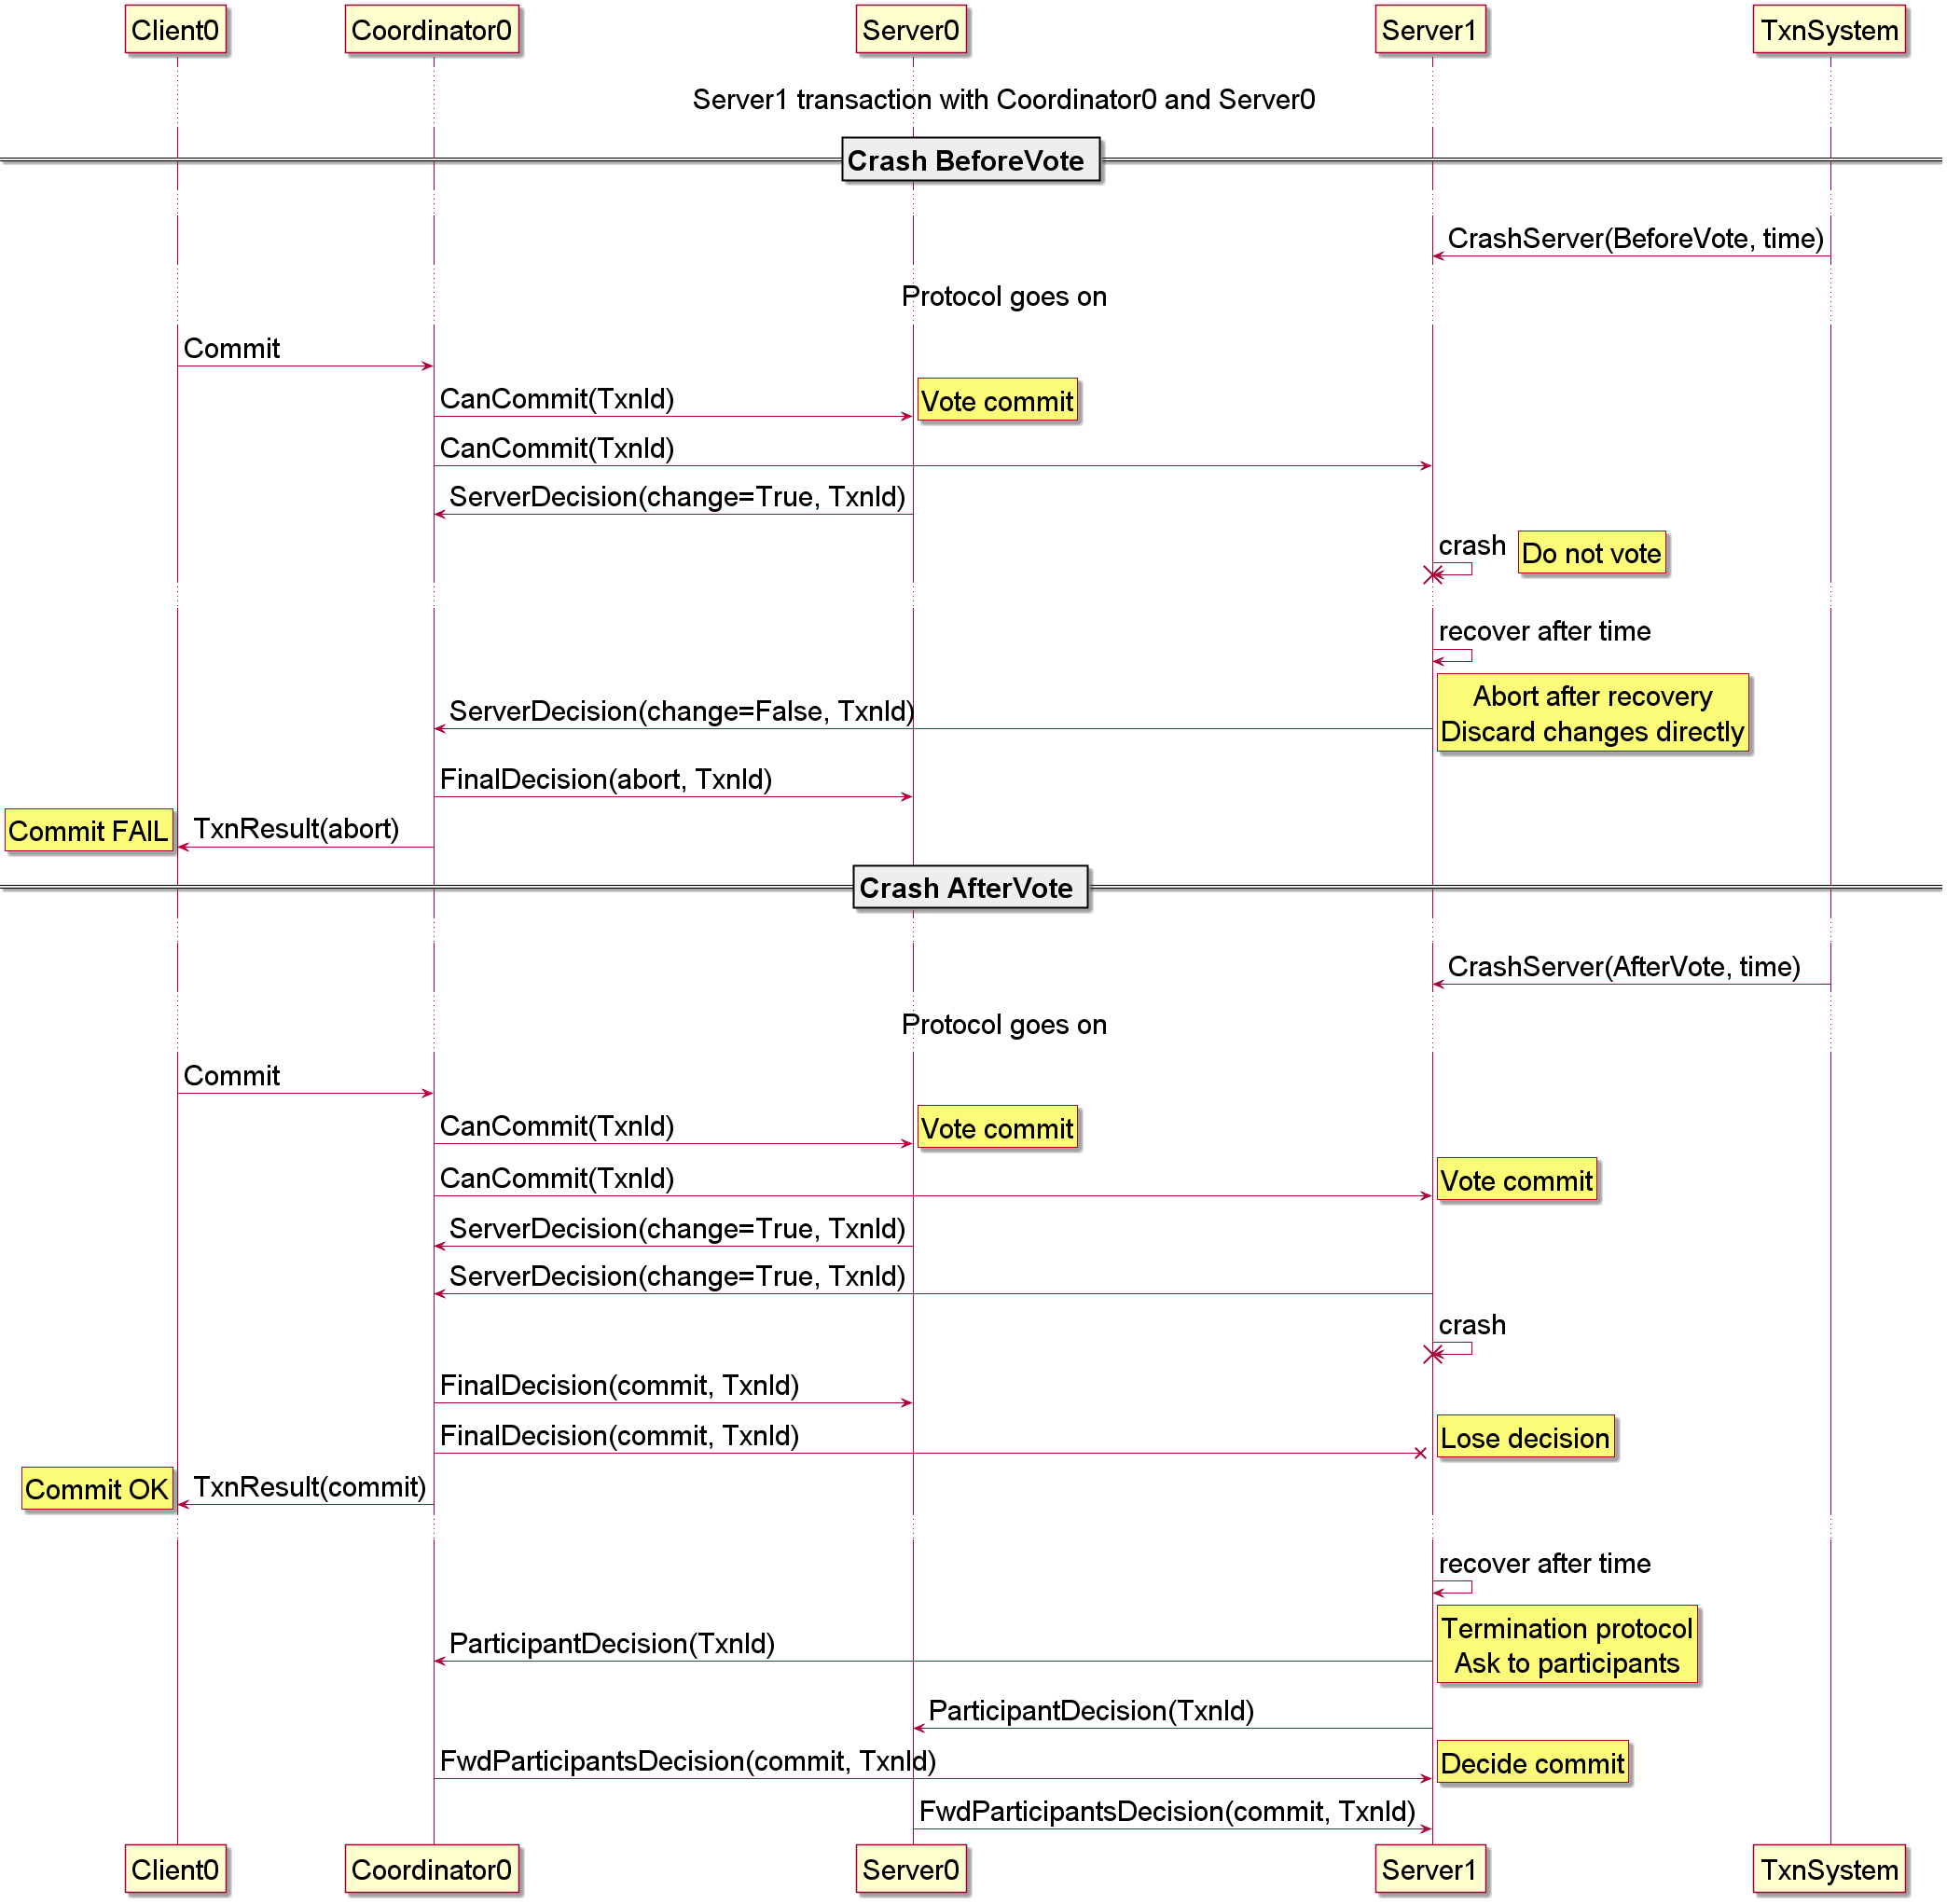 Client0
Coordinator0
Server0
Server1
TxnSystem
Server1 transaction with Coordinator0 and Server0
Crash BeforeVote
CrashServer(BeforeVote, time)
Protocol goes on
Commit
CanCommit(TxnId)
Vote commit
CanCommit(TxnId)
ServerDecision(change=True, TxnId)
crash
Do not vote
recover after time
ServerDecision(change=False, TxnId)
Abort after recovery
Discard changes directly
FinalDecision(abort, TxnId)
Commit FAIL
TxnResult(abort)
Crash AfterVote
CrashServer(AfterVote, time)
Protocol goes on
Commit
CanCommit(TxnId)
Vote commit
CanCommit(TxnId)
Vote commit
ServerDecision(change=True, TxnId)
ServerDecision(change=True, TxnId)
crash
FinalDecision(commit, TxnId)
FinalDecision(commit, TxnId)
Lose decision
Commit OK
TxnResult(commit)
recover after time
ParticipantDecision(TxnId)
Termination protocol
Ask to participants
ParticipantDecision(TxnId)
FwdParticipantsDecision(commit, TxnId)
Decide commit
FwdParticipantsDecision(commit, TxnId)
Client0
Coordinator0
Server0
Server1
TxnSystem